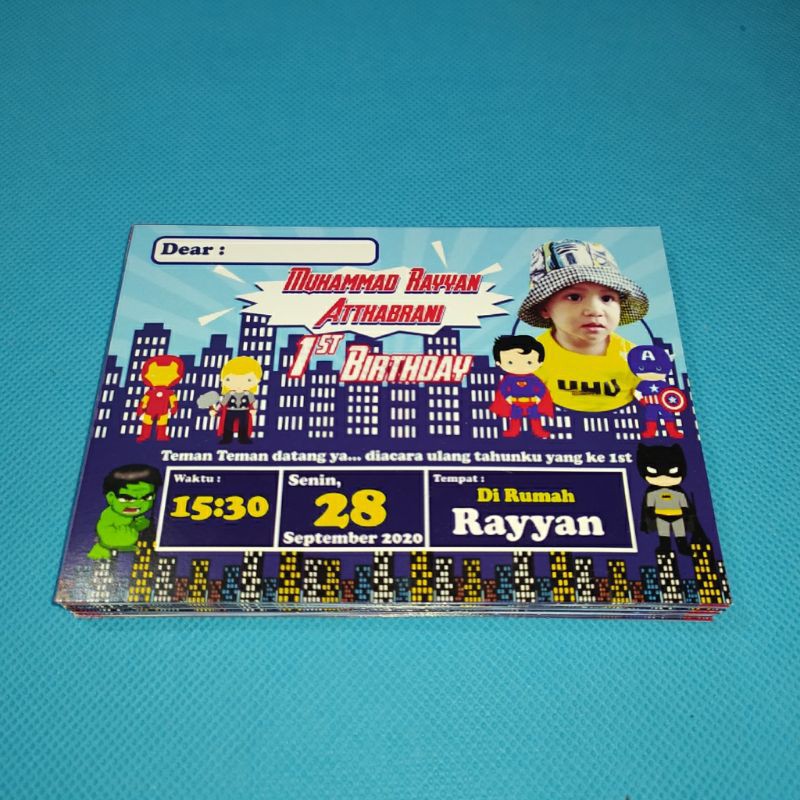 Dear :
Muhammad Rayyan
Atthabrani
1st Birthday
Teman Teman datang ya... diacara ulang tahunku yang ke 1st
Waktu :
15:30
Senin,
28
September 2020
Tempat :
Di Rumah
Rayyan